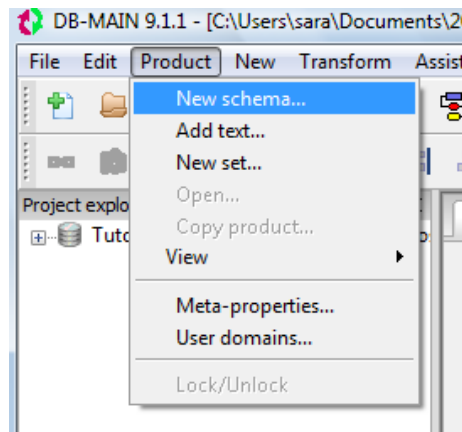 DB-MAIN 9.1.1 - [C:\Users\sara\Documents\2
File Edit Product New Transform Assist
New schema...
Add text...
New set...
Project explo
Open...
Tuto
Copy product...
View
Meta-properties...
User domains...
Lock/Unlock